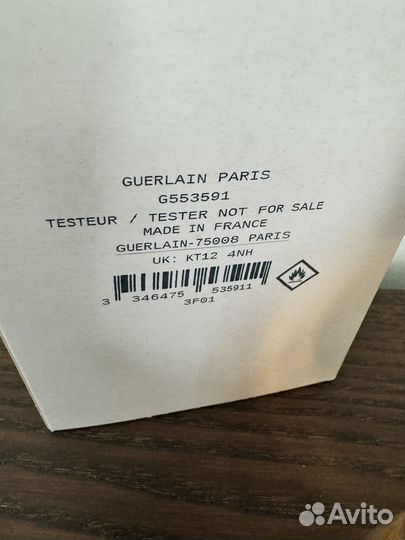 GUERLAIN PARIS
G553591
TESTEUR / TESTER NOT FOR SALE
MADE IN FRANCE
GUERLAIN-75008 PARIS
UK: KT12 4NH
3 346475 535911
3F01
Avito